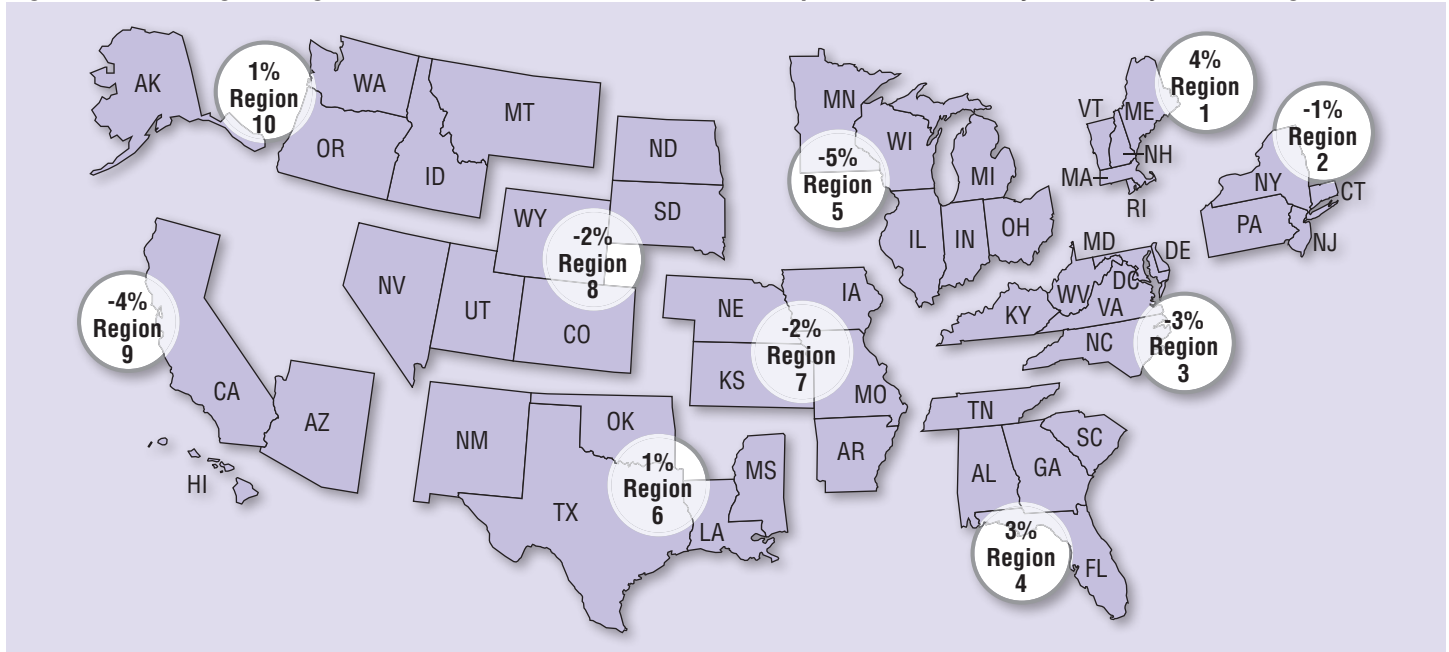 AK
1%
Region
10
WA
OR
ID
MT
ND
SD
WY
-2%
Region
8
NV
UT
CO
-4%
Region
9
CA
AZ
HI
NM
OK
TX
1%
Region
6
LA
MS
NE
IA
-2%
Region
7
KS
MO
AR
MN
-5%
Region
5
WI
MI
IL
IN
OH
4%
Region
1
VT
ME
NH
MA
RI
-1%
Region
2
NY
CT
PA
NJ
MD
DE
DC
WV
VA
KY
NC
-3%
Region
3
TN
SC
AL
GA
3%
Region
4
FL